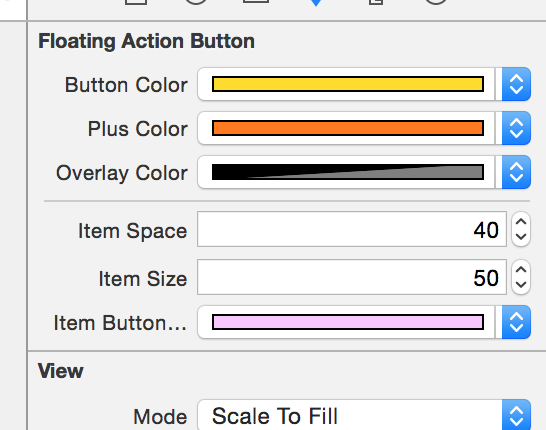 Floating Action Button
Button Color
Plus Color
Overlay Color
Item Space 40
Item Size 50
Item Button...
View
Mode Scale To Fill